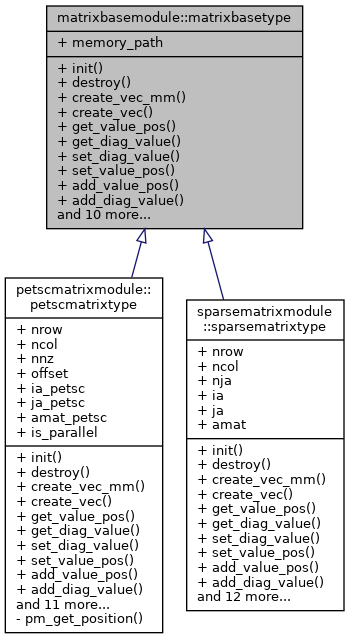 matrixbasemodule::matrixbasetype
+ memory_path
+ init()
+ destroy()
+ create_vec_mm()
+ create_vec()
+ get_value_pos()
+ get_diag_value()
+ set_diag_value()
+ set_value_pos()
+ add_value_pos()
+ add_diag_value()
and 10 more...
petscmatrixmodule::
petscmatrixtype
+ nrow
+ ncol
+ nnz
+ offset
+ ia_petsc
+ ja_petsc
+ amat_petsc
+ is_parallel
+ init()
+ destroy()
+ create_vec_mm()
+ create_vec()
+ get_value_pos()
+ get_diag_value()
+ set_diag_value()
+ set_value_pos()
+ add_value_pos()
+ add_diag_value()
and 11 more...
- pm_get_position()
sparsematrixmodule
::sparsematrixtype
+ nrow
+ ncol
+ nja
+ ia
+ ja
+ amat
+ init()
+ destroy()
+ create_vec_mm()
+ create_vec()
+ get_value_pos()
+ get_diag_value()
+ set_diag_value()
+ set_value_pos()
+ add_value_pos()
+ add_diag_value()
and 12 more...